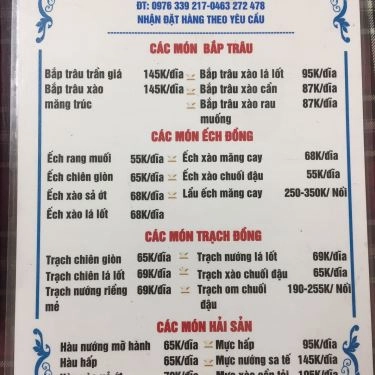 ĐT: 0976 339 217-0463 272 478
NHẬN ĐẶT HÀNG THEO YÊU CẦU
CÁC MÓN BẮP TRÂU
Bắp trâu trần giá 145K/đĩa
Bắp trâu xào măng trúc 145K/đĩa
Bắp trâu xào lá lốt 95K/đĩa
Bắp trâu xào cần 87K/đĩa
Bắp trâu xào rau muống 87K/đĩa
CÁC MÓN ẾCH ĐỒNG
Ếch rang muối 55K/đĩa
Ếch chiên giòn 65K/đĩa
Ếch xào sả ớt 68K/đĩa
Ếch xào lá lốt 68K/đĩa
Ếch xào măng cay 68K/đĩa
Ếch xào chuối đậu 55K/đĩa
Lẩu ếch măng cay 250-350K/ Nồi
CÁC MÓN TRẠCH ĐỒNG
Trạch chiên giòn 65K/đĩa
Trạch chiên lá lốt 69K/đĩa
Trạch nướng riềng mẻ 69K/đĩa
Trạch nướng lá lốt 69K/đĩa
Trạch xào chuối đậu 65K/đĩa
Trạch om chuối đậu 190-255K/ Nồi
CÁC MÓN HẢI SẢN
Hàu nướng mỡ hành 65K/đĩa
Hàu hấp 65K/đĩa
Mực hấp 95K/đĩa
Mực nướng sa tế 145K/đĩa